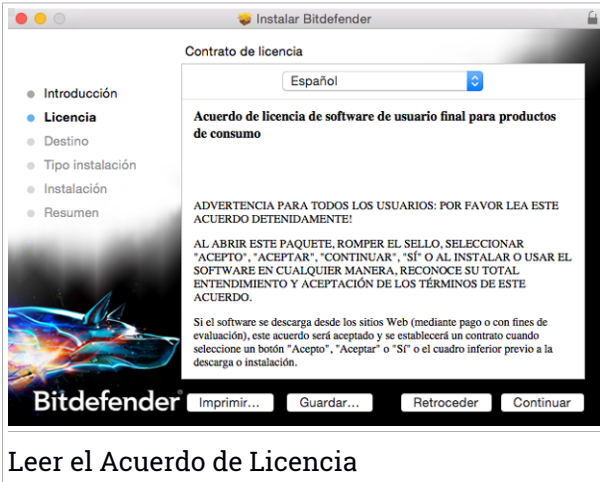 Instalar Bitdefender
Contrato de licencia
Español
Introducción
Licencia
Destino
Tipo instalación
Instalación
Resumen
Acuerdo de licencia de software de usuario final para productos
de consumo
ADVERTENCIA PARA TODOS LOS USUARIOS: POR FAVOR LEA ESTE
ACUERDO DETENIDAMENTE!
AL ABRIR ESTE PAQUETE, ROMPER EL SELLO, SELECCIONAR
"ACEPTO", "ACEPTAR", "CONTINUAR", "SÍ" O AL INSTALAR O USAR EL
SOFTWARE EN CUALQUIER MANERA, RECONOCE SU TOTAL
ENTENDIMIENTO Y ACEPTACIÓN DE LOS TÉRMINOS DE ESTE
ACUERDO.
Si el software se descarga desde los sitios Web (mediante pago o con fines de
evaluación), este acuerdo será aceptado y se establecerá un contrato cuando
seleccione un botón "Acepto", "Aceptar" o "Sí" o el cuadro inferior previo a la
descarga o instalación.
Bitdefender
Imprimir... Guardar... Retroceder Continuar
Leer el Acuerdo de Licencia